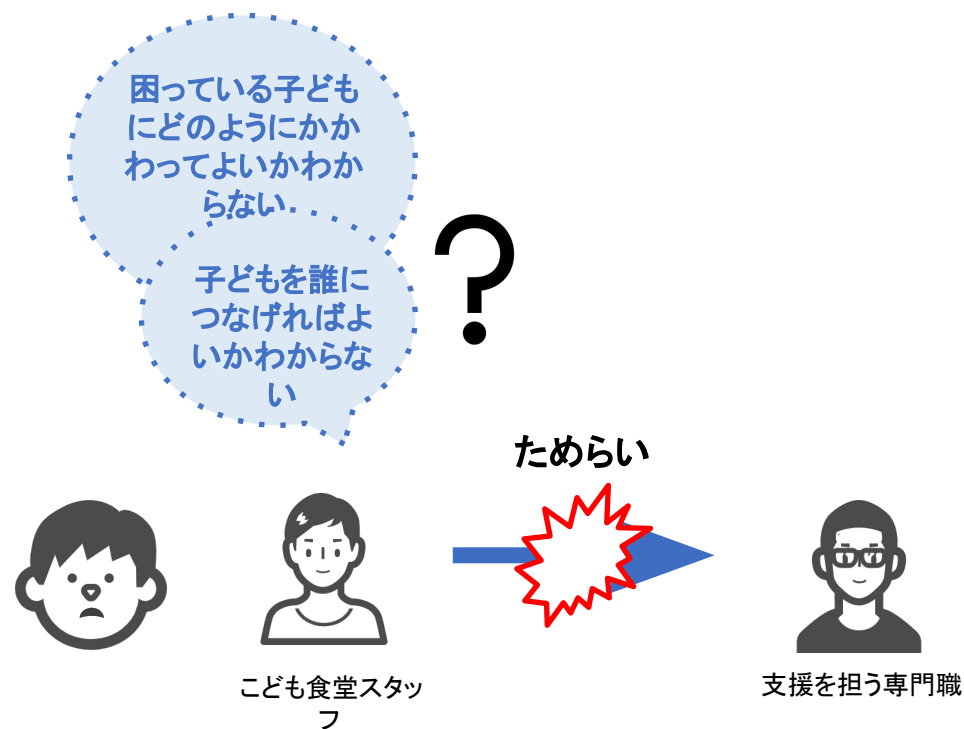 困っている子ども
にどのようにかか
わってよいかわか
らない．
子どもを誰に
つなげればよ
いかわからな
い
?
ためらい
こども食堂スタッ
フ
支援を担う専門職